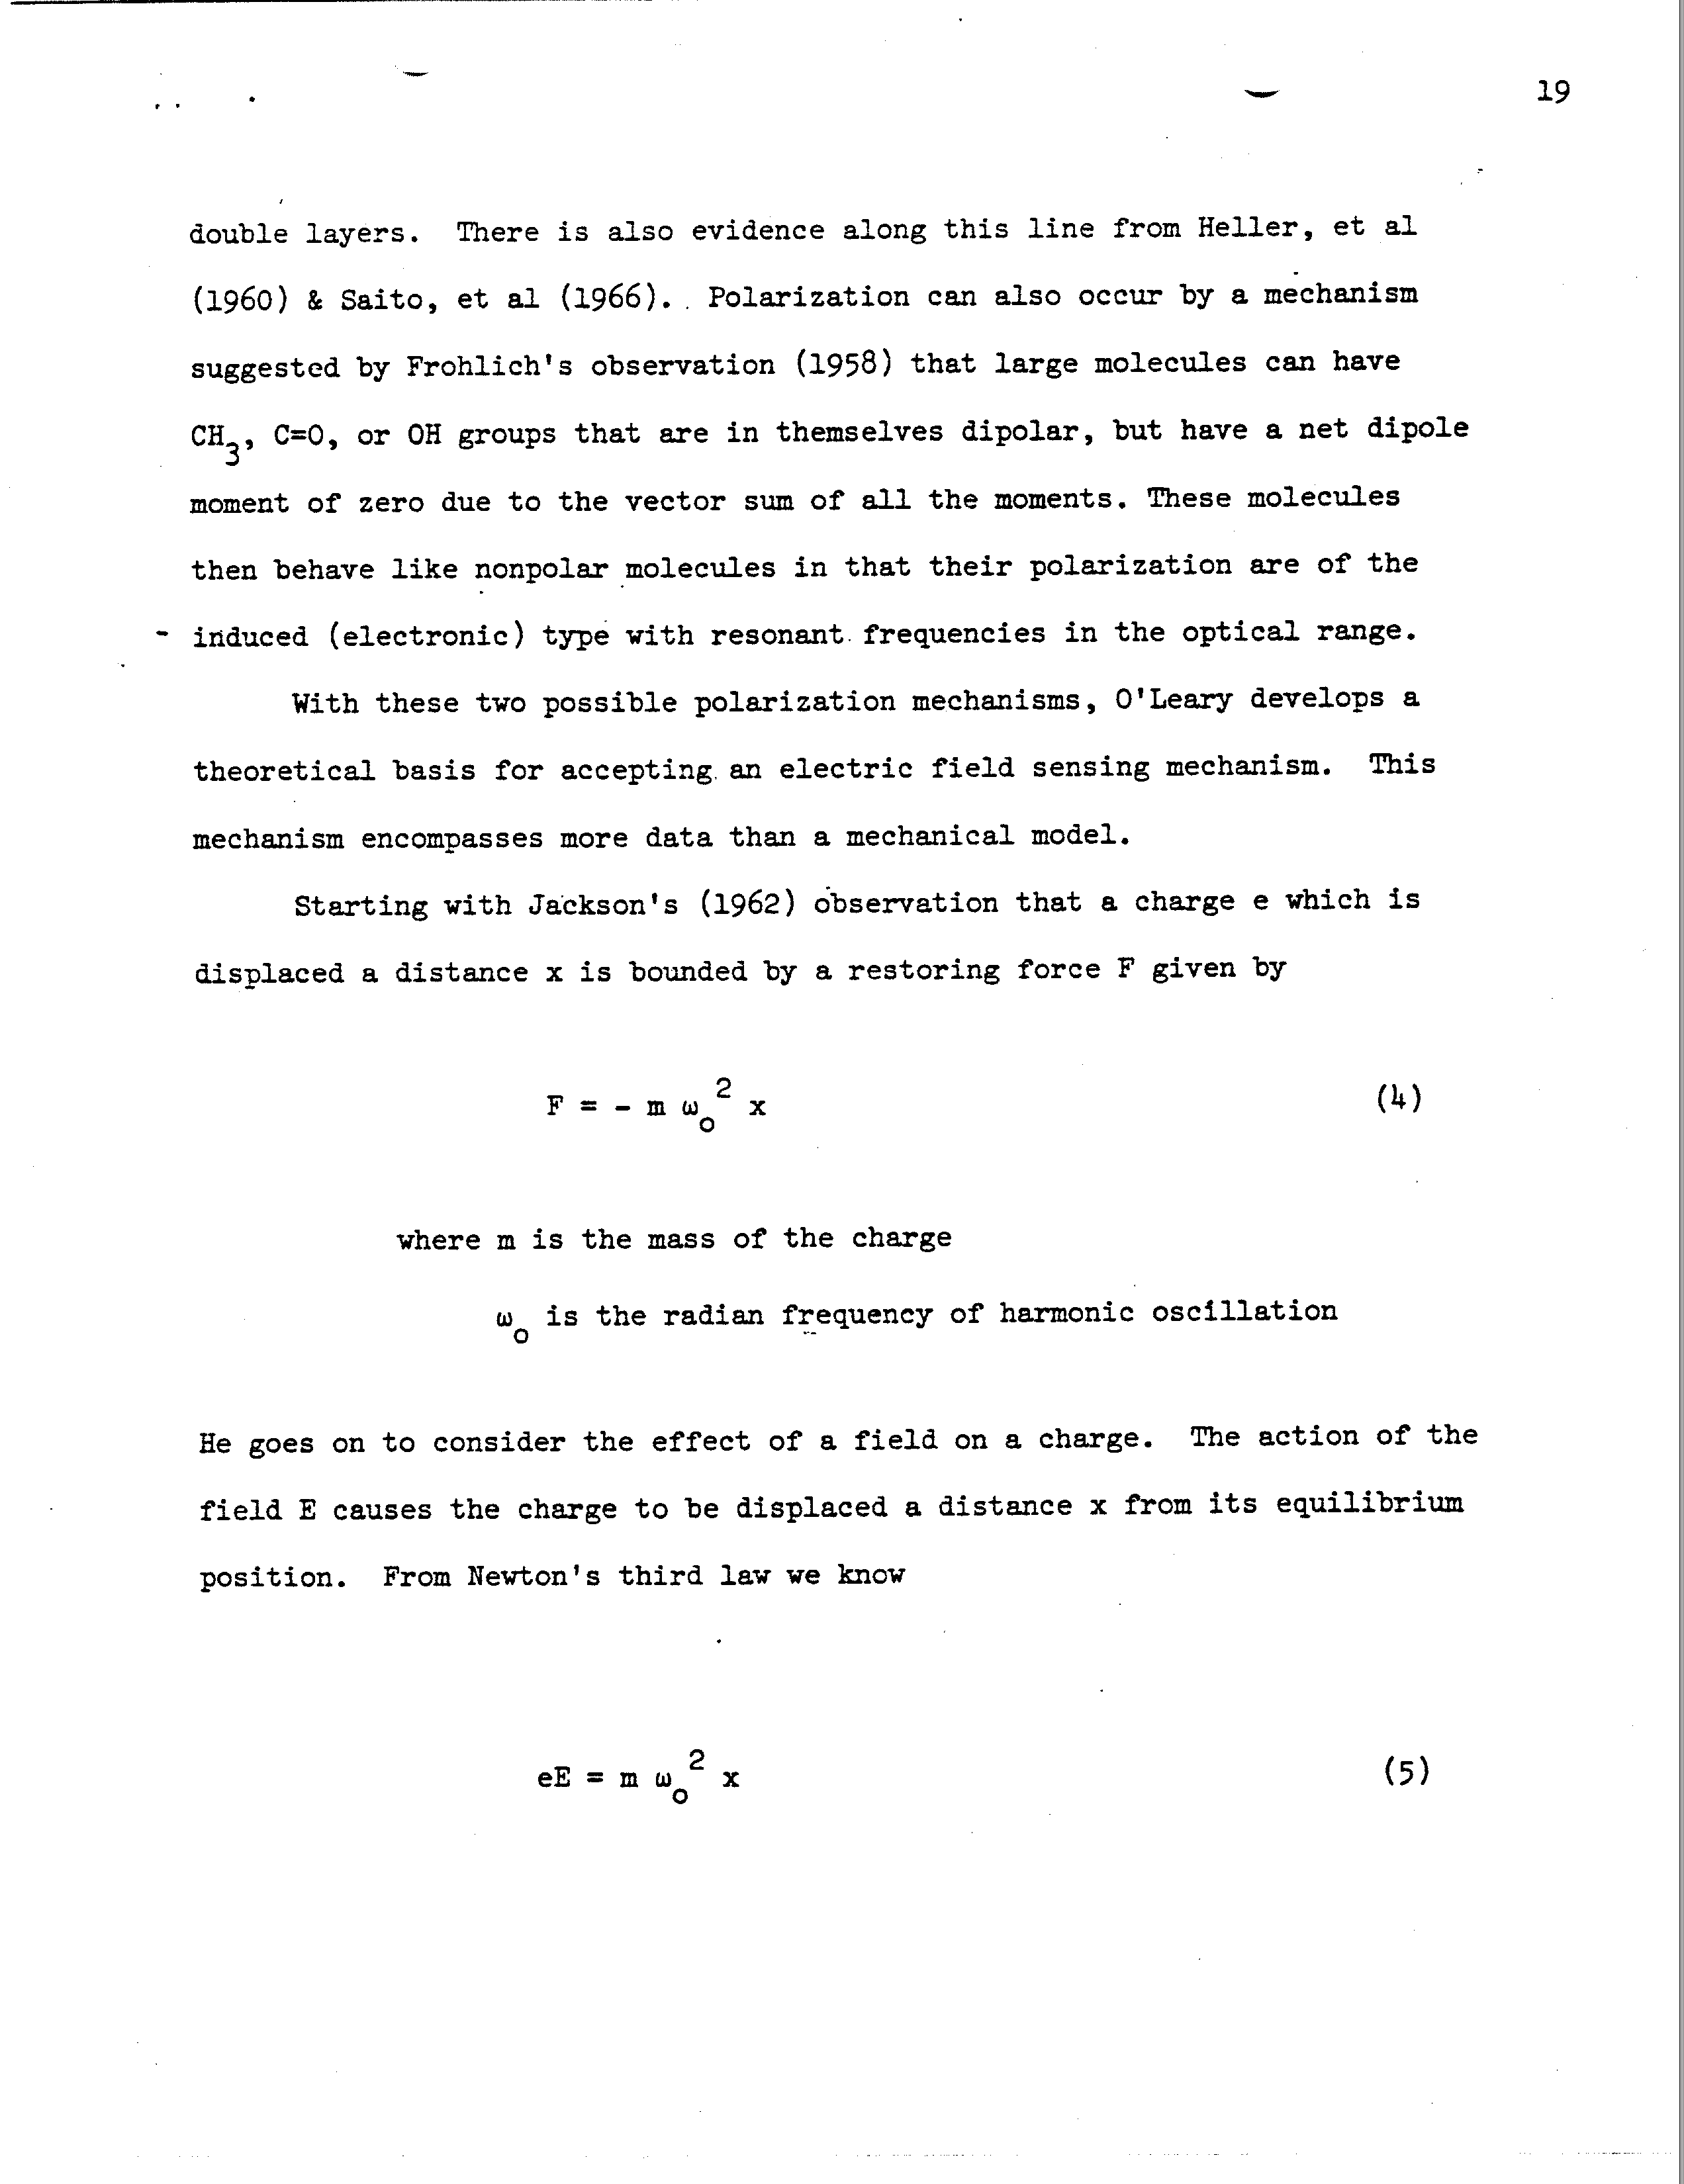 19
double layers. There is also evidence along this line from Heller, et al
(1960) & Saito, et al (1966). Polarization can also occur by a mechanism
suggested by Frohlich's observation (1958) that large molecules can have
CH₃, C=O, or OH groups that are in themselves dipolar, but have a net dipole
moment of zero due to the vector sum of all the moments. These molecules
then behave like nonpolar molecules in that their polarization are of the
induced (electronic) type with resonant frequencies in the optical range.
With these two possible polarization mechanisms, O'Leary develops a
theoretical basis for accepting an electric field sensing mechanism. This
mechanism encompasses more data than a mechanical model.
Starting with Jackson's (1962) observation that a charge e which is
displaced a distance x is bounded by a restoring force F given by
F = - m ω₀² x (4)
where m is the mass of the charge
ω₀ is the radian frequency of harmonic oscillation
He goes on to consider the effect of a field on a charge. The action of the
field E causes the charge to be displaced a distance x from its equilibrium
position. From Newton's third law we know
eE = m ω₀² x (5)